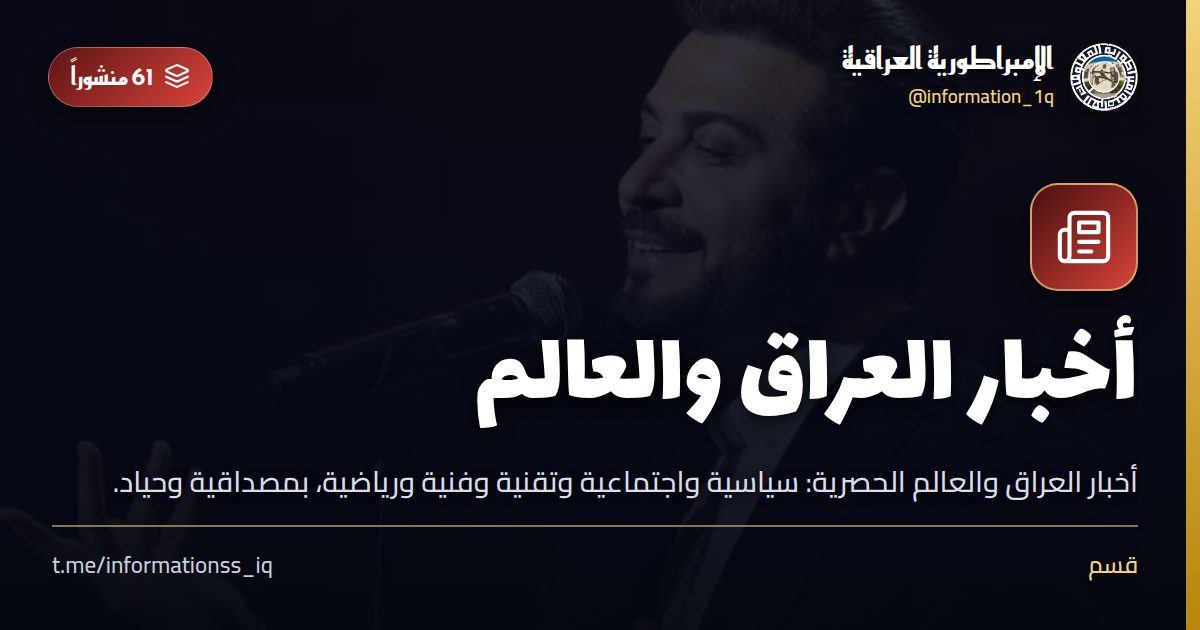 الإمبراطورية العراقية
@information_1q
61 منشوراً
أخبار العراق والعالم
أخبار العراق والعالم الحصرية: سياسية واجتماعية وتقنية وفنية ورياضية، بمصداقية وحياد.
قسم
t.me/informationss_iq